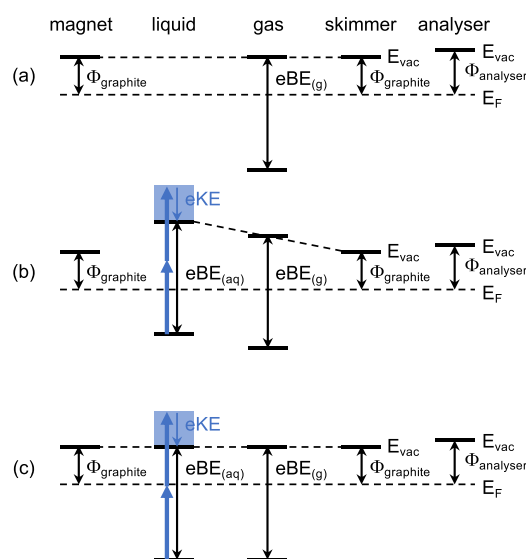 magnet liquid gas skimmer analyser
(a) Φgraphite eBE(g) Evac Φgraphite Evac Φanalyser EF
eKE
(b) Φgraphite eBE(aq) eBE(g) Evac Φgraphite Evac Φanalyser EF
eKE
(c) Φgraphite eBE(aq) eBE(g) Evac Φgraphite Evac Φanalyser EF